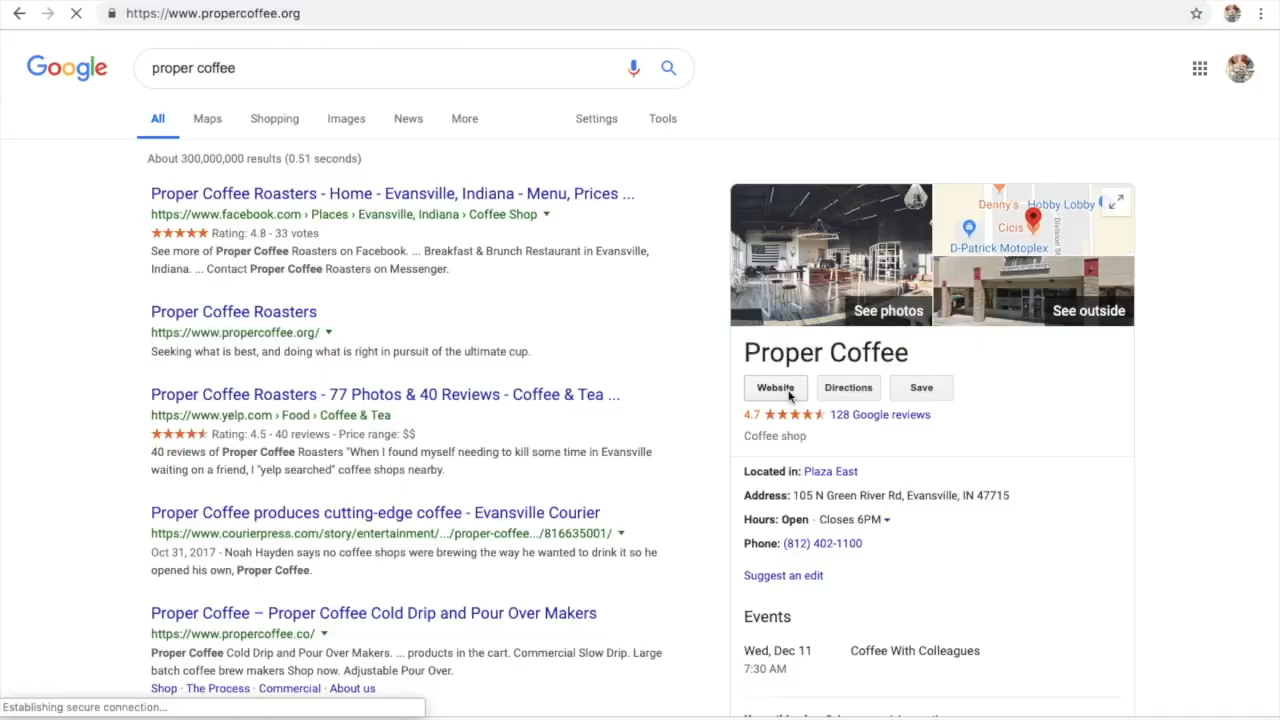 https://www.propercoffee.org
Google
proper coffee
All Maps Shopping Images News More Settings Tools
About 300,000,000 results (0.51 seconds)
Proper Coffee Roasters - Home - Evansville, Indiana - Menu, Prices ...
https://www.facebook.com › Places › Evansville, Indiana › Coffee Shop
Rating: 4.8 - 33 votes
See more of Proper Coffee Roasters on Facebook. ... Breakfast & Brunch Restaurant in Evansville,
Indiana. ... Contact Proper Coffee Roasters on Messenger.
Proper Coffee Roasters
https://www.propercoffee.org/
Seeking what is best, and doing what is right in pursuit of the ultimate cup.
Proper Coffee Roasters - 77 Photos & 40 Reviews - Coffee & Tea ...
https://www.yelp.com › Food › Coffee & Tea
Rating: 4.5 - 40 reviews - Price range: $$
40 reviews of Proper Coffee Roasters "When I found myself needing to kill some time in Evansville
waiting on a friend, I "yelp searched" coffee shops nearby.
Proper Coffee produces cutting-edge coffee - Evansville Courier
https://www.courierpress.com/story/entertainment/.../proper-coffee.../816635001/
Oct 31, 2017 - Noah Hayden says no coffee shops were brewing the way he wanted to drink it so he
opened his own, Proper Coffee.
Proper Coffee – Proper Coffee Cold Drip and Pour Over Makers
https://www.propercoffee.co/
Proper Coffee Cold Drip and Pour Over Makers. ... products in the cart. Commercial Slow Drip. Large
batch coffee brew makers Shop now. Adjustable Pour Over.
Shop · The Process · Commercial · About us
Establishing secure connection...
Denny's Hobby Lobby
Cicis
Division St
D-Patrick Motoplex
See photos
See outside
Proper Coffee
Website Directions Save
4.7 128 Google reviews
Coffee shop
Located in: Plaza East
Address: 105 N Green River Rd, Evansville, IN 47715
Hours: Open · Closes 6PM
Phone: (812) 402-1100
Suggest an edit
Events
Wed, Dec 11 Coffee With Colleagues
7:30 AM